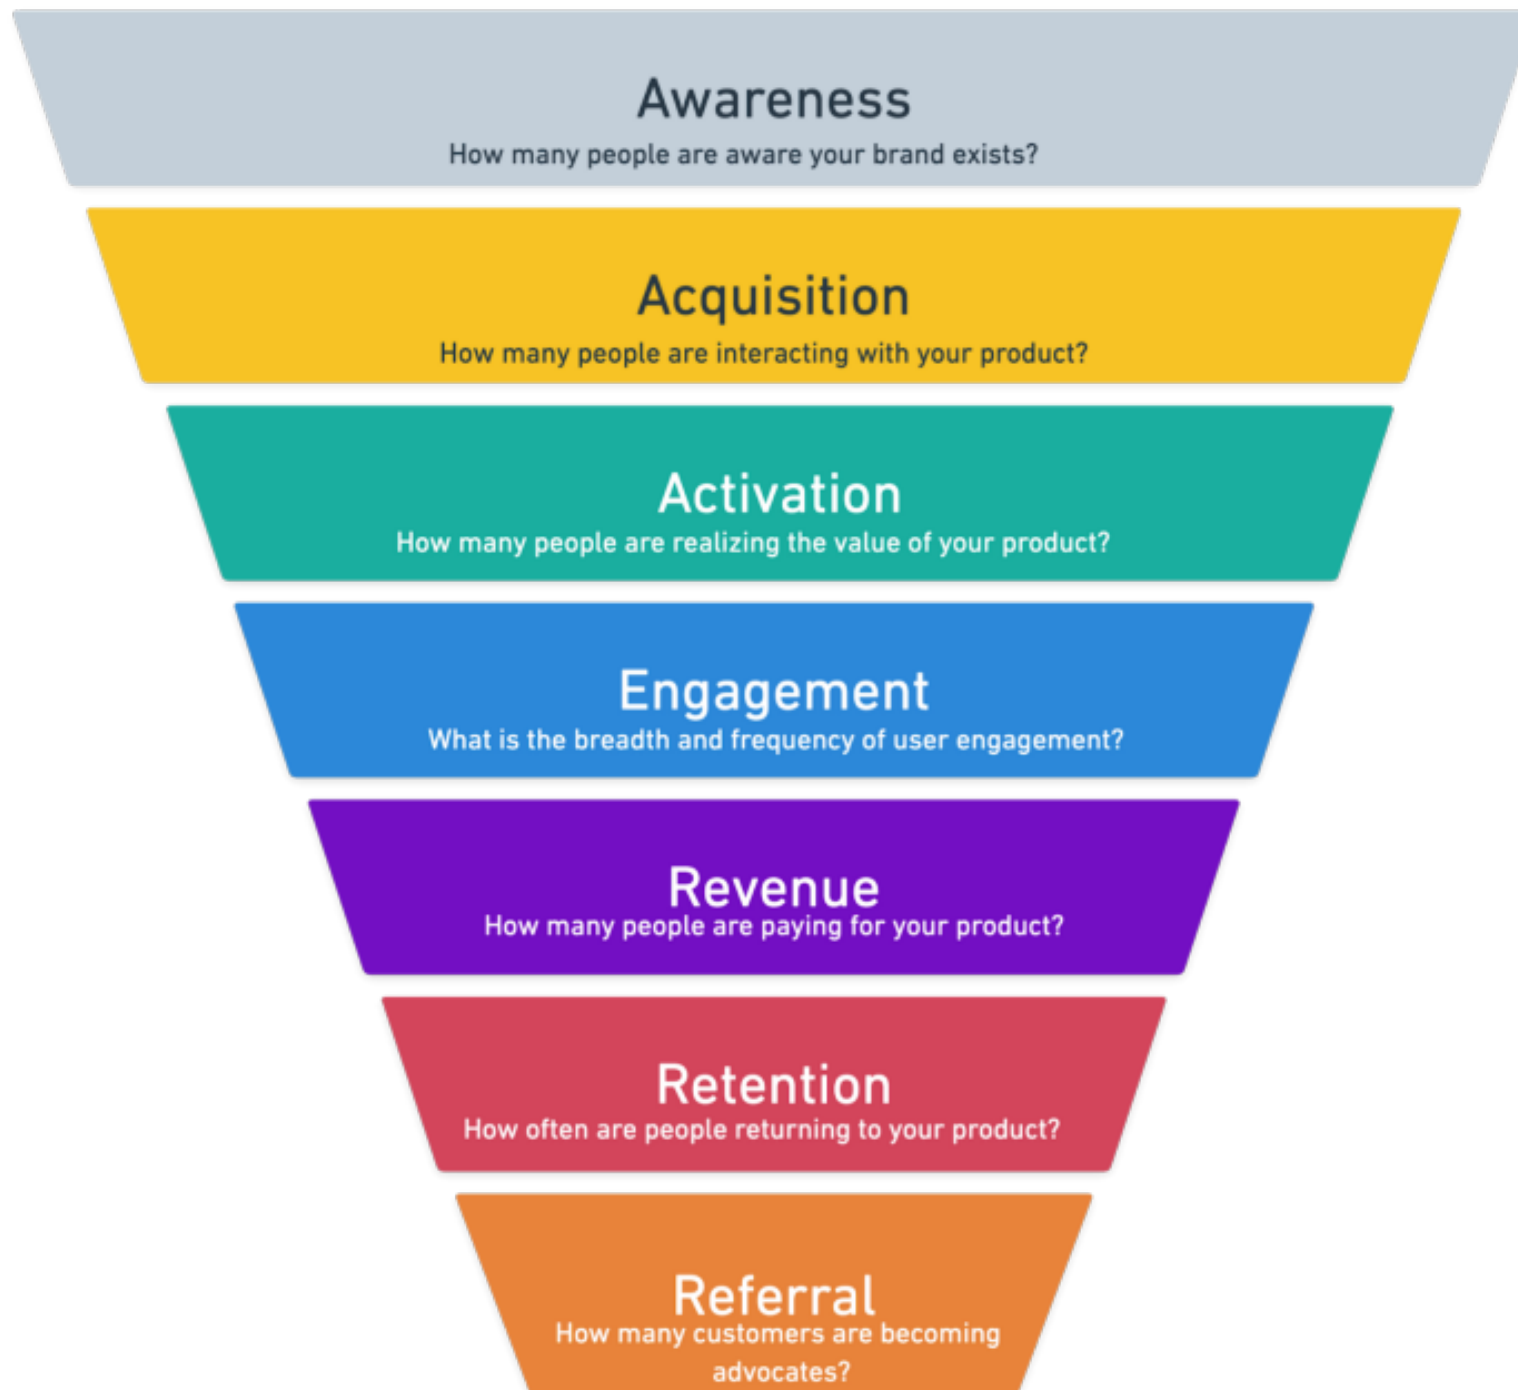 Awareness
How many people are aware your brand exists?
Acquisition
How many people are interacting with your product?
Activation
How many people are realizing the value of your product?
Engagement
What is the breadth and frequency of user engagement?
Revenue
How many people are paying for your product?
Retention
How often are people returning to your product?
Referral
How many customers are becoming
advocates?